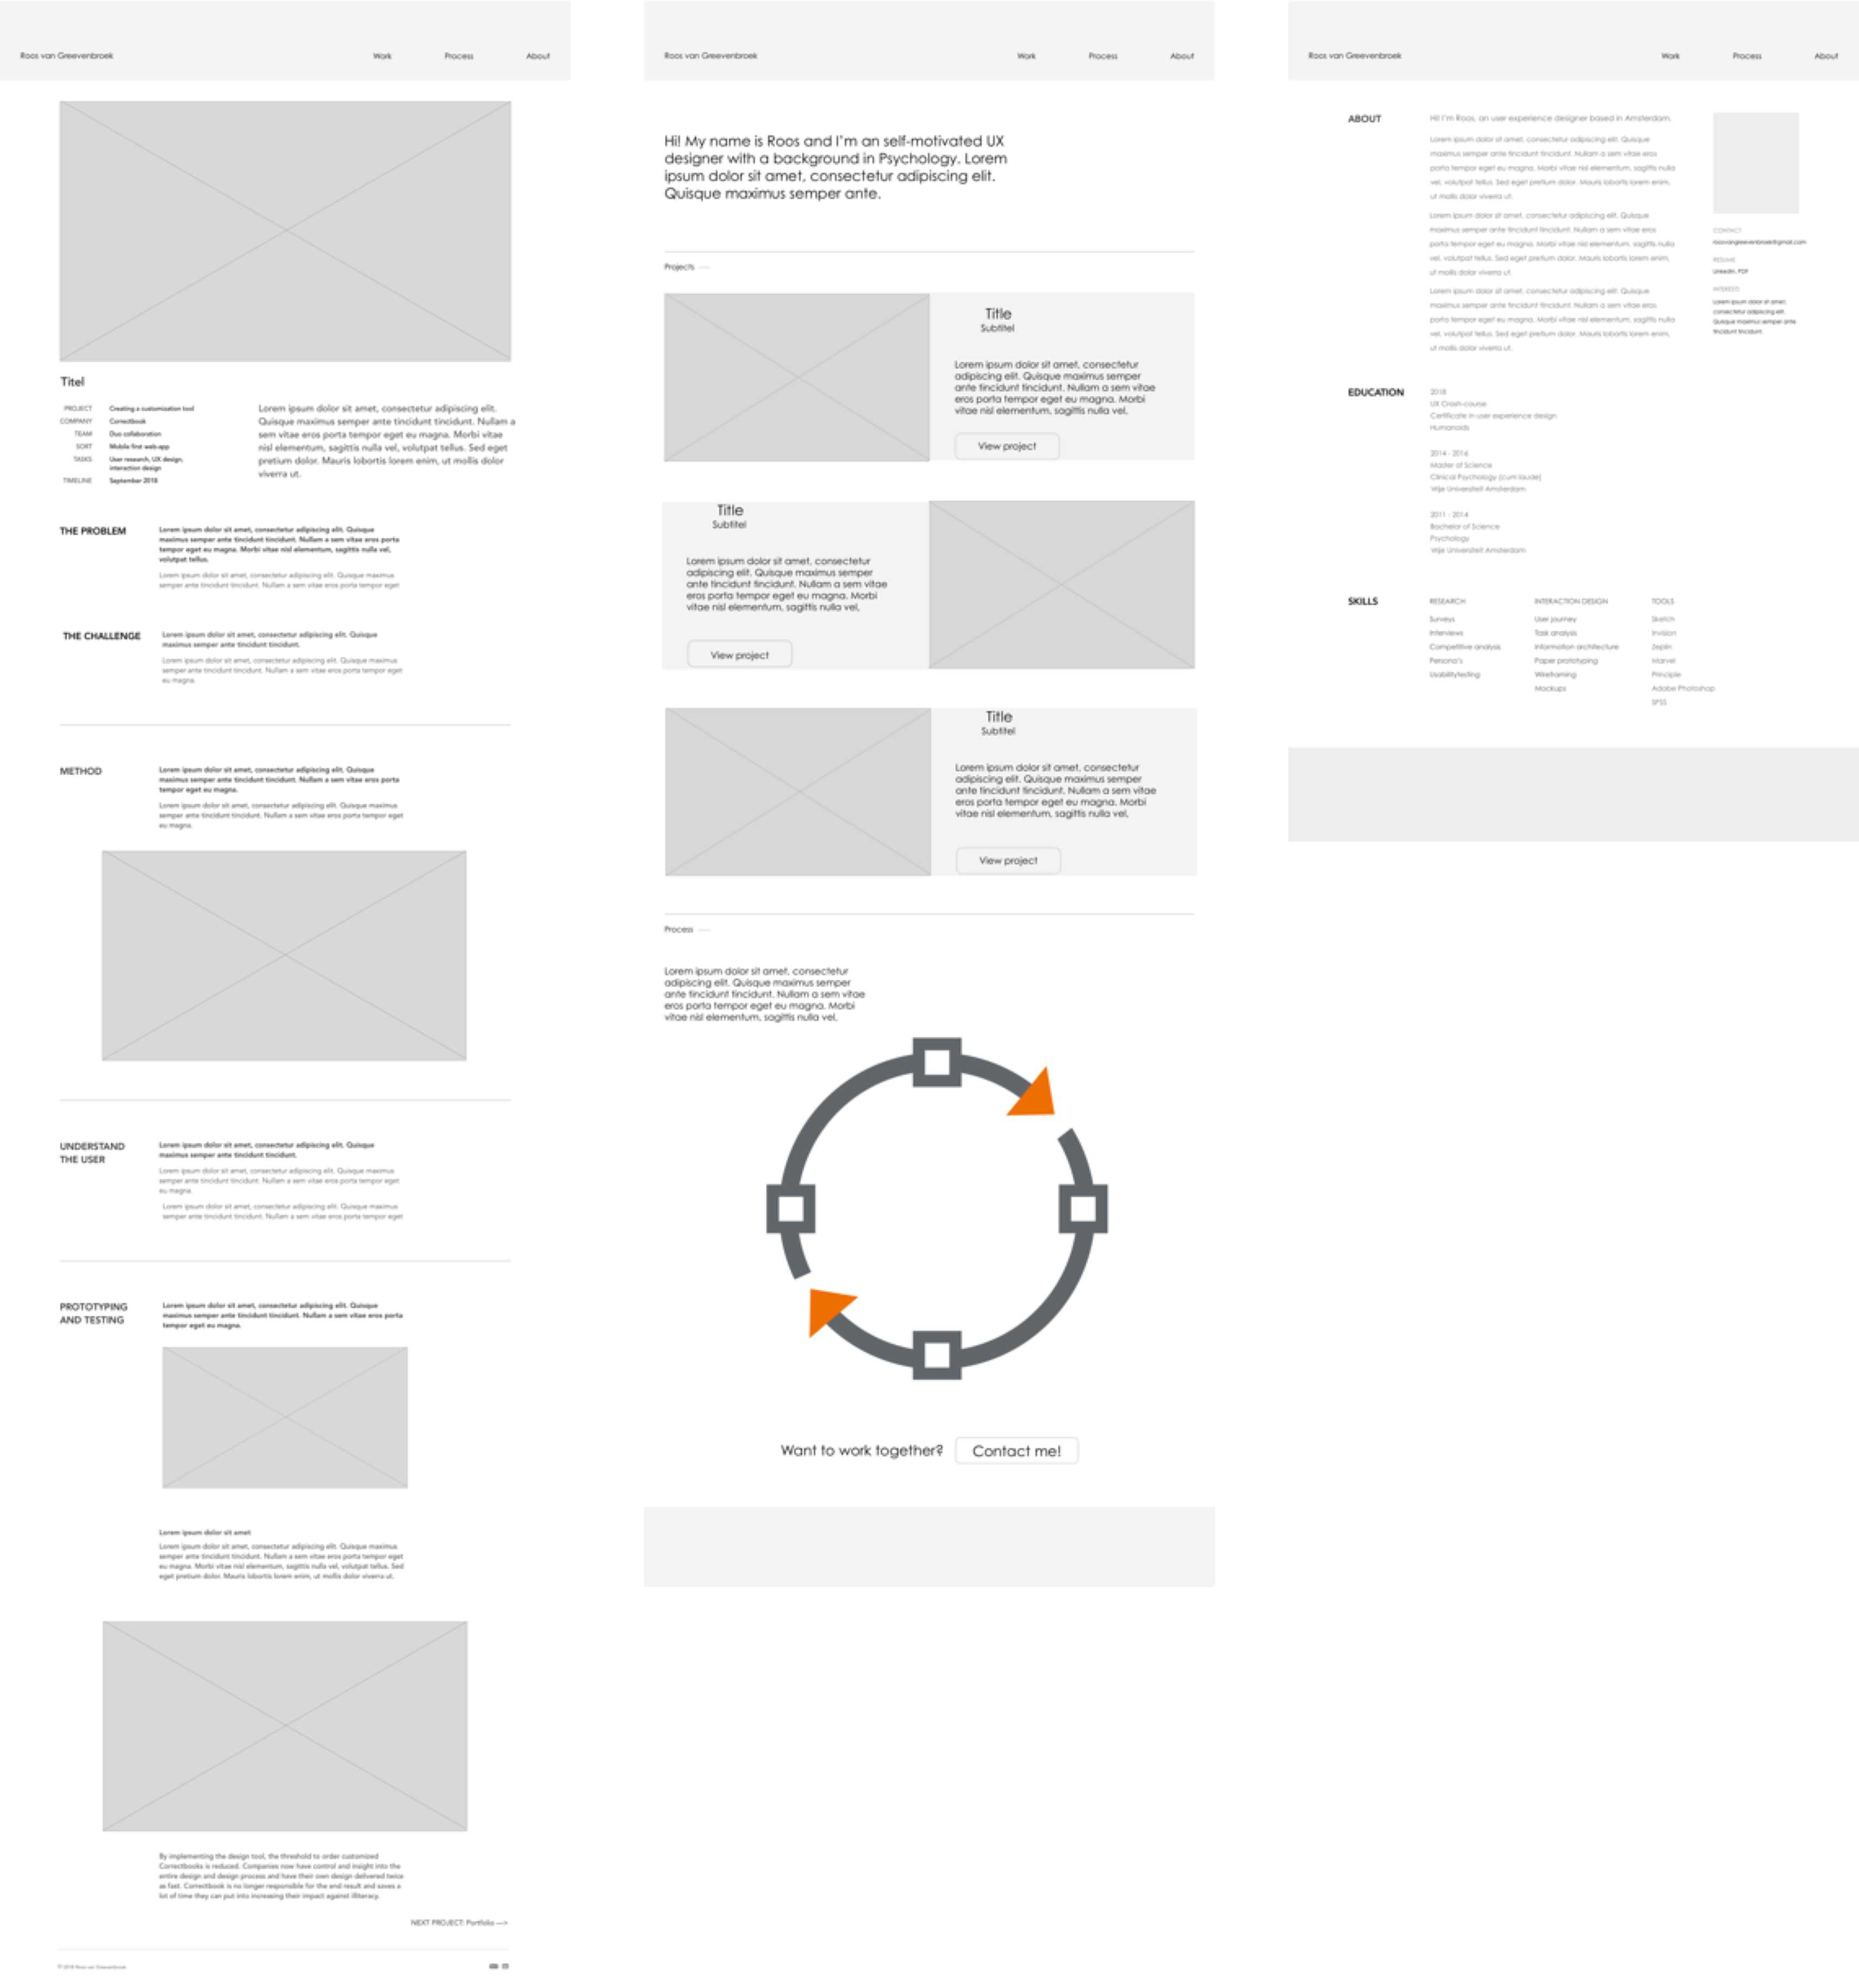 Roos van Greevenbroek
Work
Process
About
Titel
PROJECT Creating a customization tool
COMPANY Correctbook
TEAM Duo collaboration
SORT Mobile first web-app
TASKS User research, UX design,
interaction design
TIMELINE September 2018
Lorem ipsum dolor sit amet, consectetur adipiscing elit.
Quisque maximus semper ante tincidunt tincidunt. Nullam a
sem vitae eros porta tempor eget eu magna. Morbi vitae
nisl elementum, sagittis nulla vel, volutpat tellus. Sed eget
pretium dolor. Mauris lobortis lorem enim, ut mollis dolor
viverra ut.
THE PROBLEM
Lorem ipsum dolor sit amet, consectetur adipiscing elit. Quisque
maximus semper ante tincidunt tincidunt. Nullam a sem vitae eros porta
tempor eget eu magna. Morbi vitae nisl elementum, sagittis nulla vel,
volutpat tellus.
Lorem ipsum dolor sit amet, consectetur adipiscing elit. Quisque maximus
semper ante tincidunt tincidunt. Nullam a sem vitae eros porta tempor eget
THE CHALLENGE
Lorem ipsum dolor sit amet, consectetur adipiscing elit. Quisque
maximus semper ante tincidunt tincidunt.
Lorem ipsum dolor sit amet, consectetur adipiscing elit. Quisque maximus
semper ante tincidunt tincidunt. Nullam a sem vitae eros porta tempor eget
eu magna.
METHOD
Lorem ipsum dolor sit amet, consectetur adipiscing elit. Quisque
maximus semper ante tincidunt tincidunt. Nullam a sem vitae eros porta
tempor eget eu magna.
Lorem ipsum dolor sit amet, consectetur adipiscing elit. Quisque maximus
semper ante tincidunt tincidunt. Nullam a sem vitae eros porta tempor eget
eu magna.
UNDERSTAND
THE USER
Lorem ipsum dolor sit amet, consectetur adipiscing elit. Quisque
maximus semper ante tincidunt tincidunt.
Lorem ipsum dolor sit amet, consectetur adipiscing elit. Quisque maximus
semper ante tincidunt tincidunt. Nullam a sem vitae eros porta tempor eget
eu magna.
Lorem ipsum dolor sit amet, consectetur adipiscing elit. Quisque maximus
semper ante tincidunt tincidunt. Nullam a sem vitae eros porta tempor eget
PROTOTYPING
AND TESTING
Lorem ipsum dolor sit amet, consectetur adipiscing elit. Quisque
maximus semper ante tincidunt tincidunt. Nullam a sem vitae eros porta
tempor eget eu magna.
Lorem ipsum dolor sit amet
Lorem ipsum dolor sit amet, consectetur adipiscing elit. Quisque maximus
semper ante tincidunt tincidunt. Nullam a sem vitae eros porta tempor eget
eu magna. Morbi vitae nisl elementum, sagittis nulla vel, volutpat tellus. Sed
eget pretium dolor. Mauris lobortis lorem enim, ut mollis dolor viverra ut.
By implementing the design tool, the threshold to order customized
Correctbooks is reduced. Companies now have control and insight into the
entire design and design process and have their own design delivered twice
as fast. Correctbook is no longer responsible for the end result and saves a
lot of time they can put into increasing their impact against illiteracy.
NEXT PROJECT: Portfolio —>
© 2018 Roos van Greevenbroek
Roos van Greevenbroek
Work
Process
About
Hi! My name is Roos and I'm an self-motivated UX
designer with a background in Psychology. Lorem
ipsum dolor sit amet, consectetur adipiscing elit.
Quisque maximus semper ante.
Projects
Title
Subtitel
Lorem ipsum dolor sit amet, consectetur
adipiscing elit. Quisque maximus semper
ante tincidunt tincidunt. Nullam a sem vitae
eros porta tempor eget eu magna. Morbi
vitae nisl elementum, sagittis nulla vel,
View project
Title
Subtitel
Lorem ipsum dolor sit amet, consectetur
adipiscing elit. Quisque maximus semper
ante tincidunt tincidunt. Nullam a sem vitae
eros porta tempor eget eu magna. Morbi
vitae nisl elementum, sagittis nulla vel,
View project
Title
Subtitel
Lorem ipsum dolor sit amet, consectetur
adipiscing elit. Quisque maximus semper
ante tincidunt tincidunt. Nullam a sem vitae
eros porta tempor eget eu magna. Morbi
vitae nisl elementum, sagittis nulla vel,
View project
Process
Lorem ipsum dolor sit amet, consectetur
adipiscing elit. Quisque maximus semper
ante tincidunt tincidunt. Nullam a sem vitae
eros porta tempor eget eu magna. Morbi
vitae nisl elementum, sagittis nulla vel,
Want to work together?
Contact me!
Roos van Greevenbroek
Work
Process
About
ABOUT
Hi! I'm Roos, an user experience designer based in Amsterdam.
Lorem ipsum dolor sit amet, consectetur adipiscing elit. Quisque
maximus semper ante tincidunt tincidunt. Nullam a sem vitae eros
porta tempor eget eu magna. Morbi vitae nisl elementum, sagittis nulla
vel, volutpat tellus. Sed eget pretium dolor. Mauris lobortis lorem enim,
ut mollis dolor viverra ut.
Lorem ipsum dolor sit amet, consectetur adipiscing elit. Quisque
maximus semper ante tincidunt tincidunt. Nullam a sem vitae eros
porta tempor eget eu magna. Morbi vitae nisl elementum, sagittis nulla
vel, volutpat tellus. Sed eget pretium dolor. Mauris lobortis lorem enim,
ut mollis dolor viverra ut.
Lorem ipsum dolor sit amet, consectetur adipiscing elit. Quisque
maximus semper ante tincidunt tincidunt. Nullam a sem vitae eros
porta tempor eget eu magna. Morbi vitae nisl elementum, sagittis nulla
vel, volutpat tellus. Sed eget pretium dolor. Mauris lobortis lorem enim,
ut mollis dolor viverra ut.
CONTACT
roosvangreevenbroek@gmail.com
RESUME
LinkedIn, PDF
INTERESTS
Lorem ipsum dolor sit amet,
consectetur adipiscing elit.
Quisque maximus semper ante
tincidunt tincidunt.
EDUCATION
2018
UX Crash-course
Certificate in user experience design
Humanoids
2014 - 2016
Master of Science
Clinical Psychology (cum laude)
Vrije Universiteit Amsterdam
2011 - 2014
Bachelor of Science
Psychology
Vrije Universiteit Amsterdam
SKILLS
RESEARCH
Surveys
Interviews
Competitive analysis
Persona's
Usabilitytesting
INTERACTION DESIGN
User journey
Task analysis
Information architecture
Paper prototyping
Wireframing
Mockups
TOOLS
Sketch
Invision
Zeplin
Marvel
Principle
Adobe Photoshop
SPSS